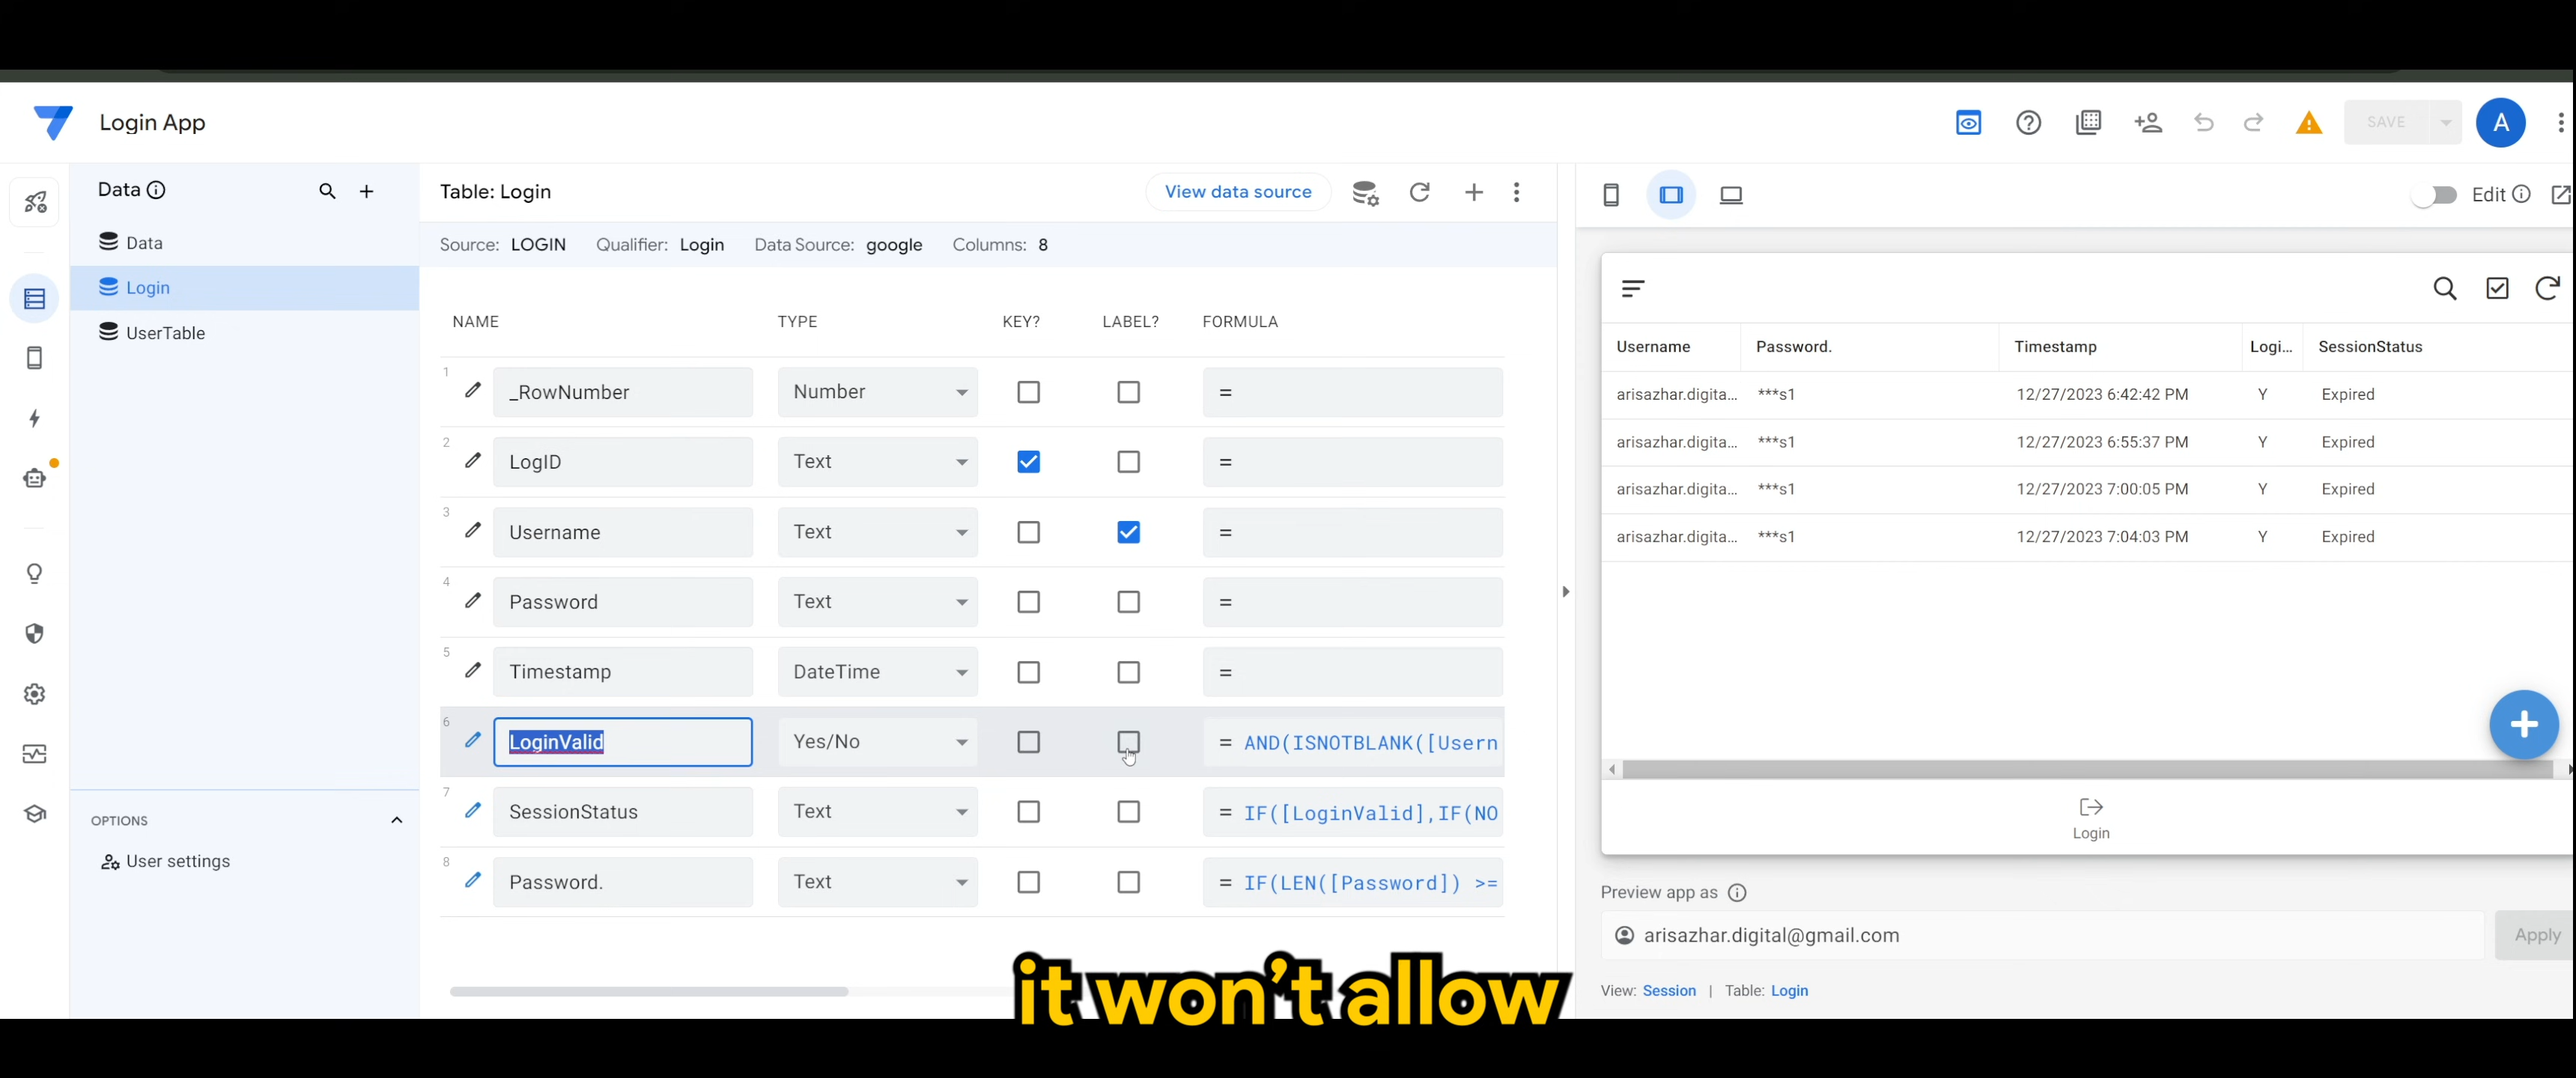 Login App
SAVE
A
Data
Data
Login
UserTable
OPTIONS
User settings
Table: Login
View data source
Source: LOGIN Qualifier: Login Data Source: google Columns: 8
NAME TYPE KEY? LABEL? FORMULA
1 _RowNumber Number =
2 LogID Text =
3 Username Text =
4 Password Text =
5 Timestamp DateTime =
6 LoginValid Yes/No = AND(ISNOTBLANK([Usern
7 SessionStatus Text = IF([LoginValid],IF(NO
8 Password. Text = IF(LEN([Password]) >=
Edit
Username Password. Timestamp Logi... SessionStatus
arisazhar.digita... ***s1 12/27/2023 6:42:42 PM Y Expired
arisazhar.digita... ***s1 12/27/2023 6:55:37 PM Y Expired
arisazhar.digita... ***s1 12/27/2023 7:00:05 PM Y Expired
arisazhar.digita... ***s1 12/27/2023 7:04:03 PM Y Expired
Login
Preview app as
arisazhar.digital@gmail.com
Apply
View: Session | Table: Login
it won't allow